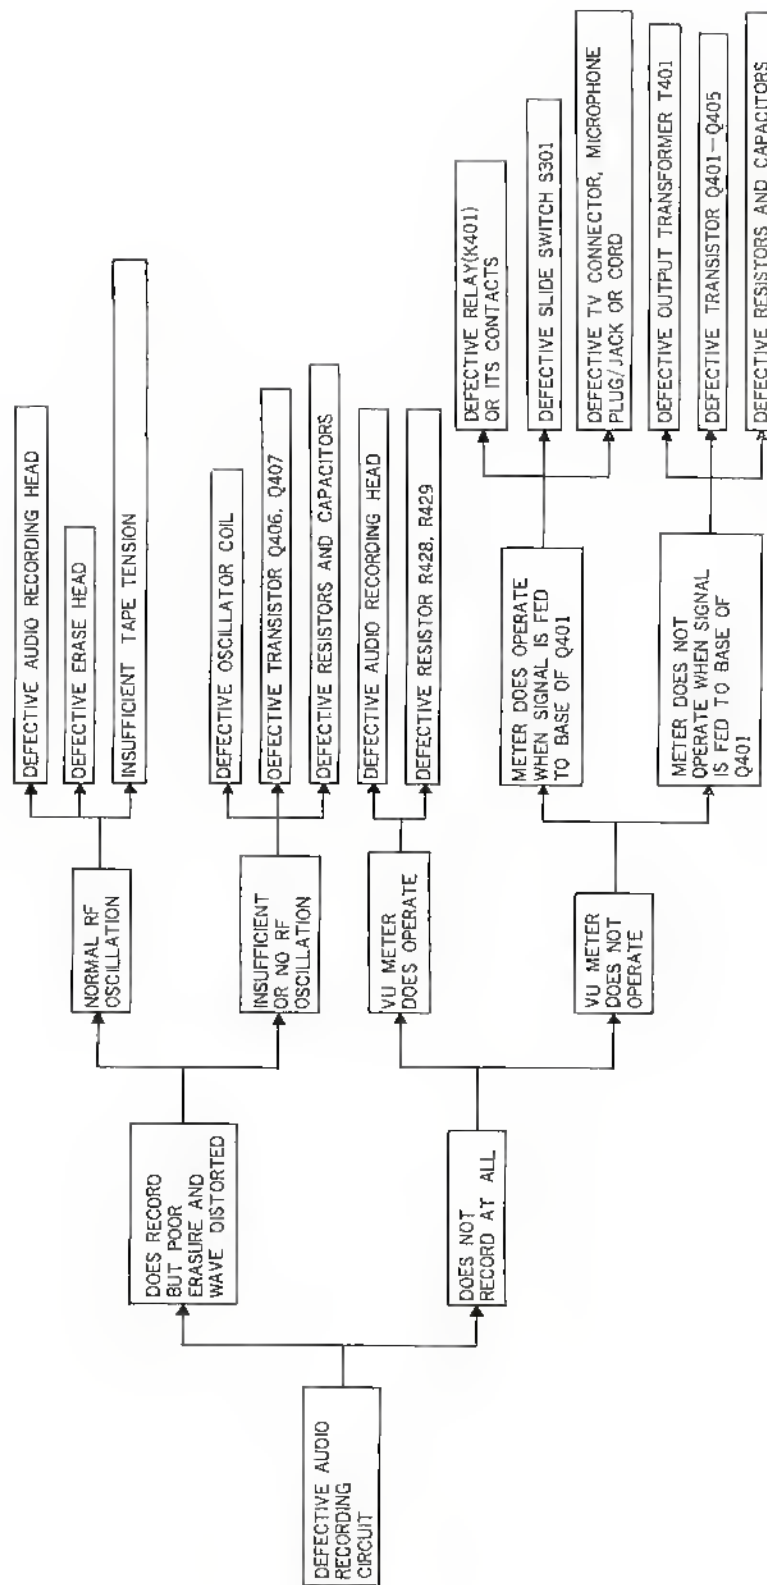 DEFECTIVE AUDIO
RECORDING
CIRCUIT
DOES RECORD
BUT POOR
ERASURE AND
WAVE DISTORTED
NORMAL RF
OSCILLATION
DEFECTIVE AUDIO RECORDING HEAD
DEFECTIVE ERASE HEAD
INSUFFICIENT TAPE TENSION
INSUFFICIENT
OR NO RF
OSCILLATION
DEFECTIVE OSCILLATOR COIL
DEFECTIVE TRANSISTOR Q406, Q407
DEFECTIVE RESISTORS AND CAPACITORS
DOES NOT
RECORD AT ALL
VU METER
DOES OPERATE
DEFECTIVE AUDIO RECORDING HEAD
DEFECTIVE RESISTOR R428, R429
VU METER
DOES NOT
OPERATE
METER DOES OPERATE
WHEN SIGNAL IS FED
TO BASE OF Q401
DEFECTIVE RELAY(K401)
OR ITS CONTACTS
DEFECTIVE SLIDE SWITCH S301
DEFECTIVE TV CONNECTOR, MICROPHONE
PLUG/JACK OR CORD
METER DOES NOT
OPERATE WHEN SIGNAL
IS FED TO BASE OF
Q401
DEFECTIVE OUTPUT TRANSFORMER T401
DEFECTIVE TRANSISTOR Q401-Q405
DEFECTIVE RESISTORS AND CAPACITORS